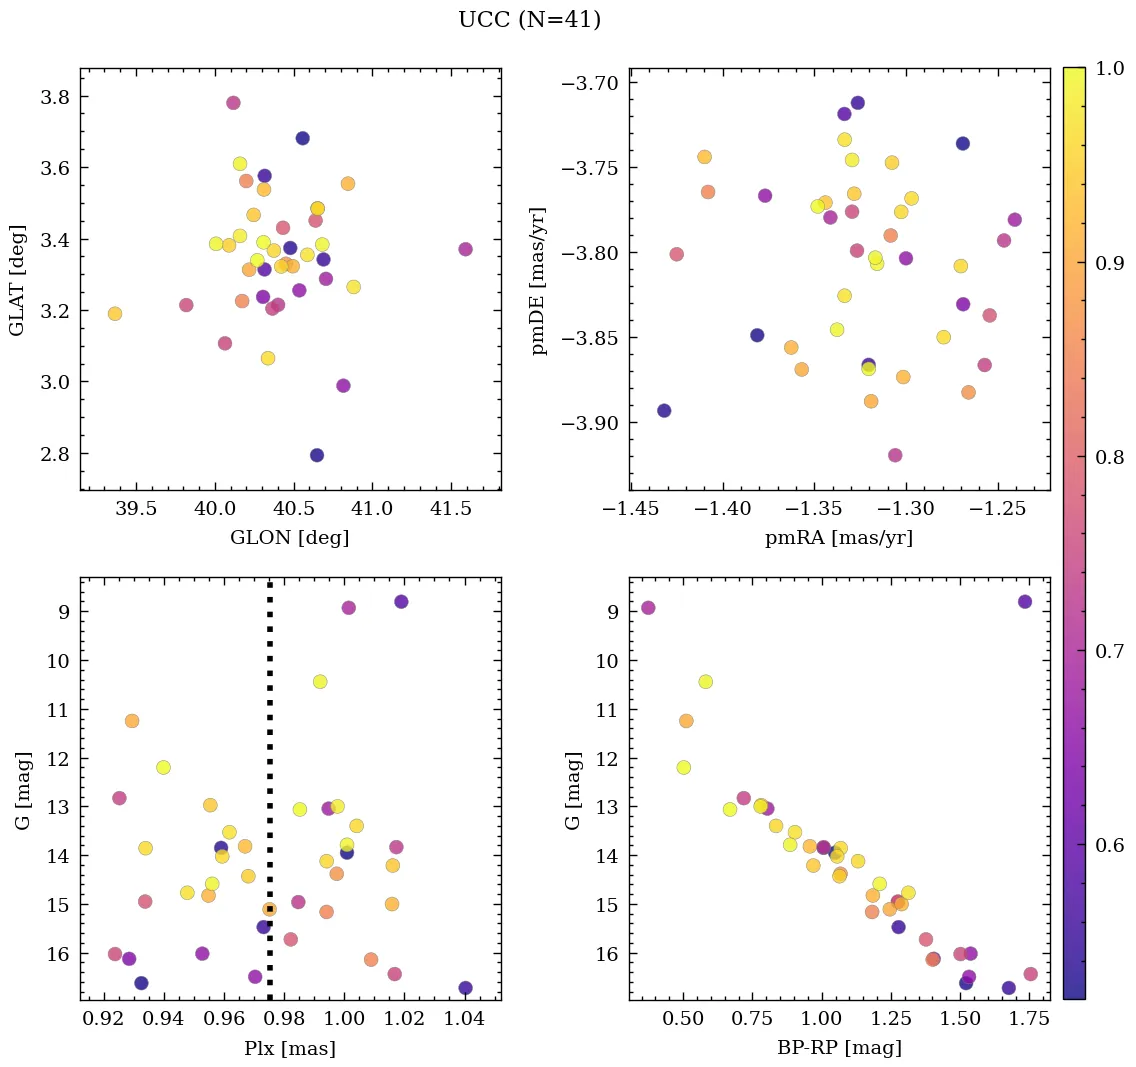 UCC (N=41)
3.8
3.6
3.4
3.2
3.0
2.8
GLAT [deg]
39.5 40.0 40.5 41.0 41.5
GLON [deg]
−3.70
−3.75
−3.80
−3.85
−3.90
pmDE [mas/yr]
−1.45 −1.40 −1.35 −1.30 −1.25
pmRA [mas/yr]
1.0
0.9
0.8
0.7
0.6
9
10
11
12
13
14
15
16
G [mag]
0.92 0.94 0.96 0.98 1.00 1.02 1.04
Plx [mas]
9
10
11
12
13
14
15
16
G [mag]
0.50 0.75 1.00 1.25 1.50 1.75
BP-RP [mag]